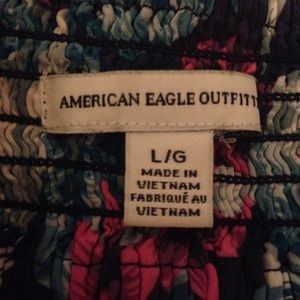 AMERICAN EAGLE OUTFITT
L/G
MADE IN
VIETNAM
FABRIQUÉ AU
VIETNAM